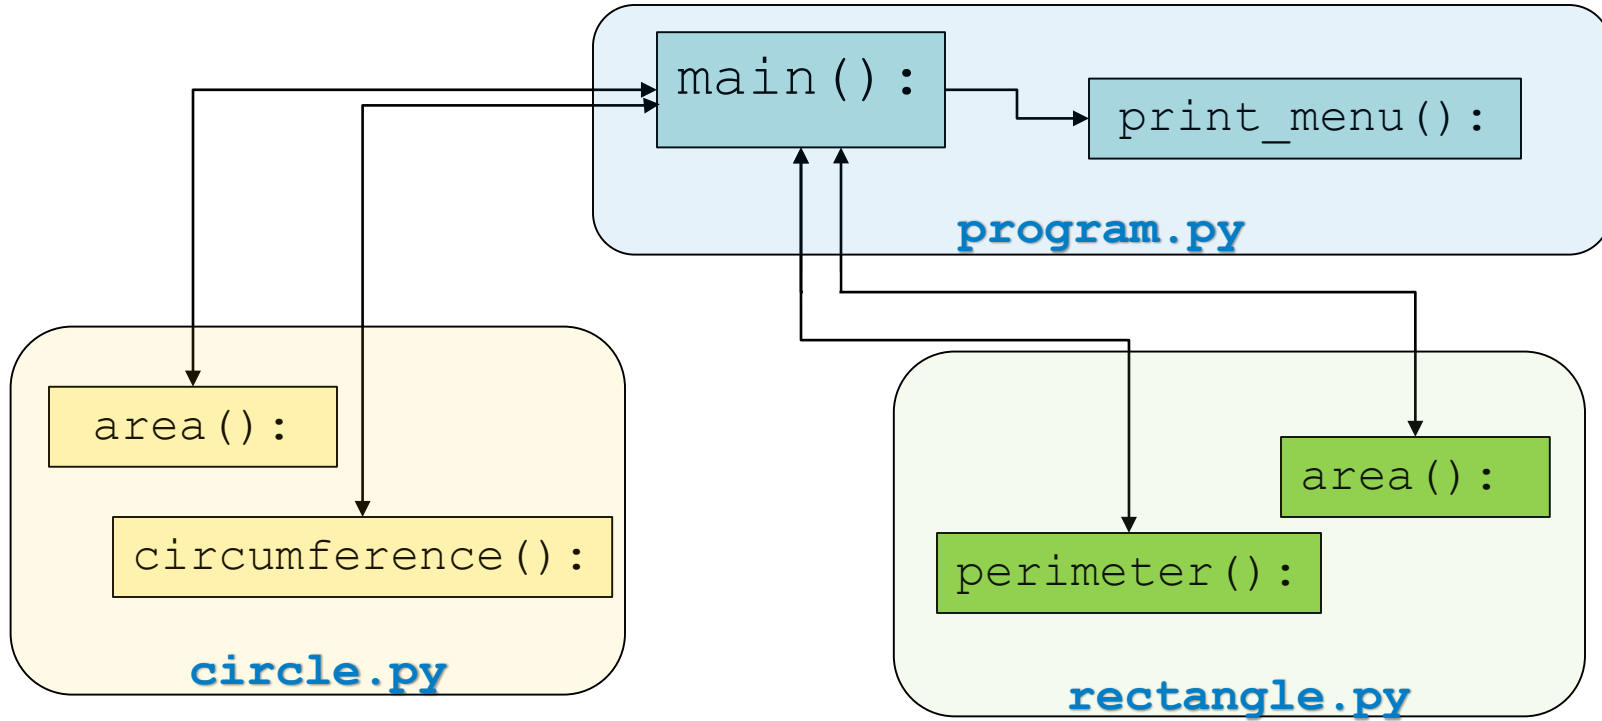 main():
print_menu():
program.py
area():
circumference():
circle.py
area():
perimeter():
rectangle.py